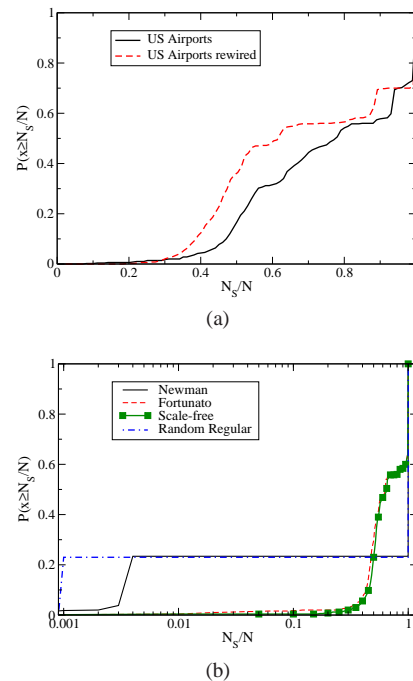 1
0.8
0.6
0.4
0.2
0
P(x≥N_S/N)
US Airports
US Airports rewired
0 0.2 0.4 0.6 0.8
N_S/N
(a)
1
0.8
0.6
0.4
0.2
0
P(x≥N_S/N)
Newman
Fortunato
Scale-free
Random Regular
0.001 0.01 0.1 1
N_S/N
(b)